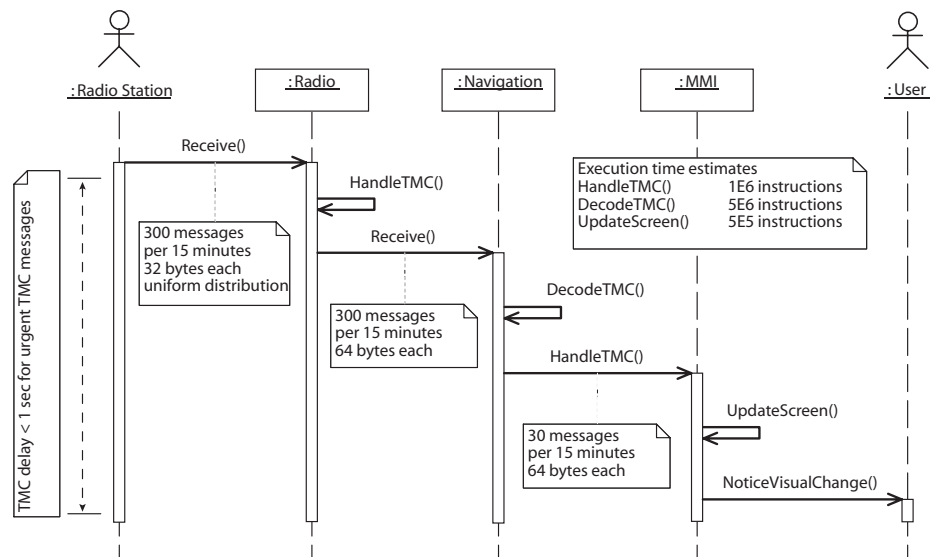 :Radio Station
:Radio
:Navigation
:MMI
:User
Receive()
HandleTMC()
300 messages
per 15 minutes
32 bytes each
uniform distribution
Receive()
300 messages
per 15 minutes
64 bytes each
DecodeTMC()
HandleTMC()
30 messages
per 15 minutes
64 bytes each
Execution time estimates
HandleTMC() 1E6 instructions
DecodeTMC() 5E6 instructions
UpdateScreen() 5E5 instructions
UpdateScreen()
NoticeVisualChange()
TMC delay < 1 sec for urgent TMC messages